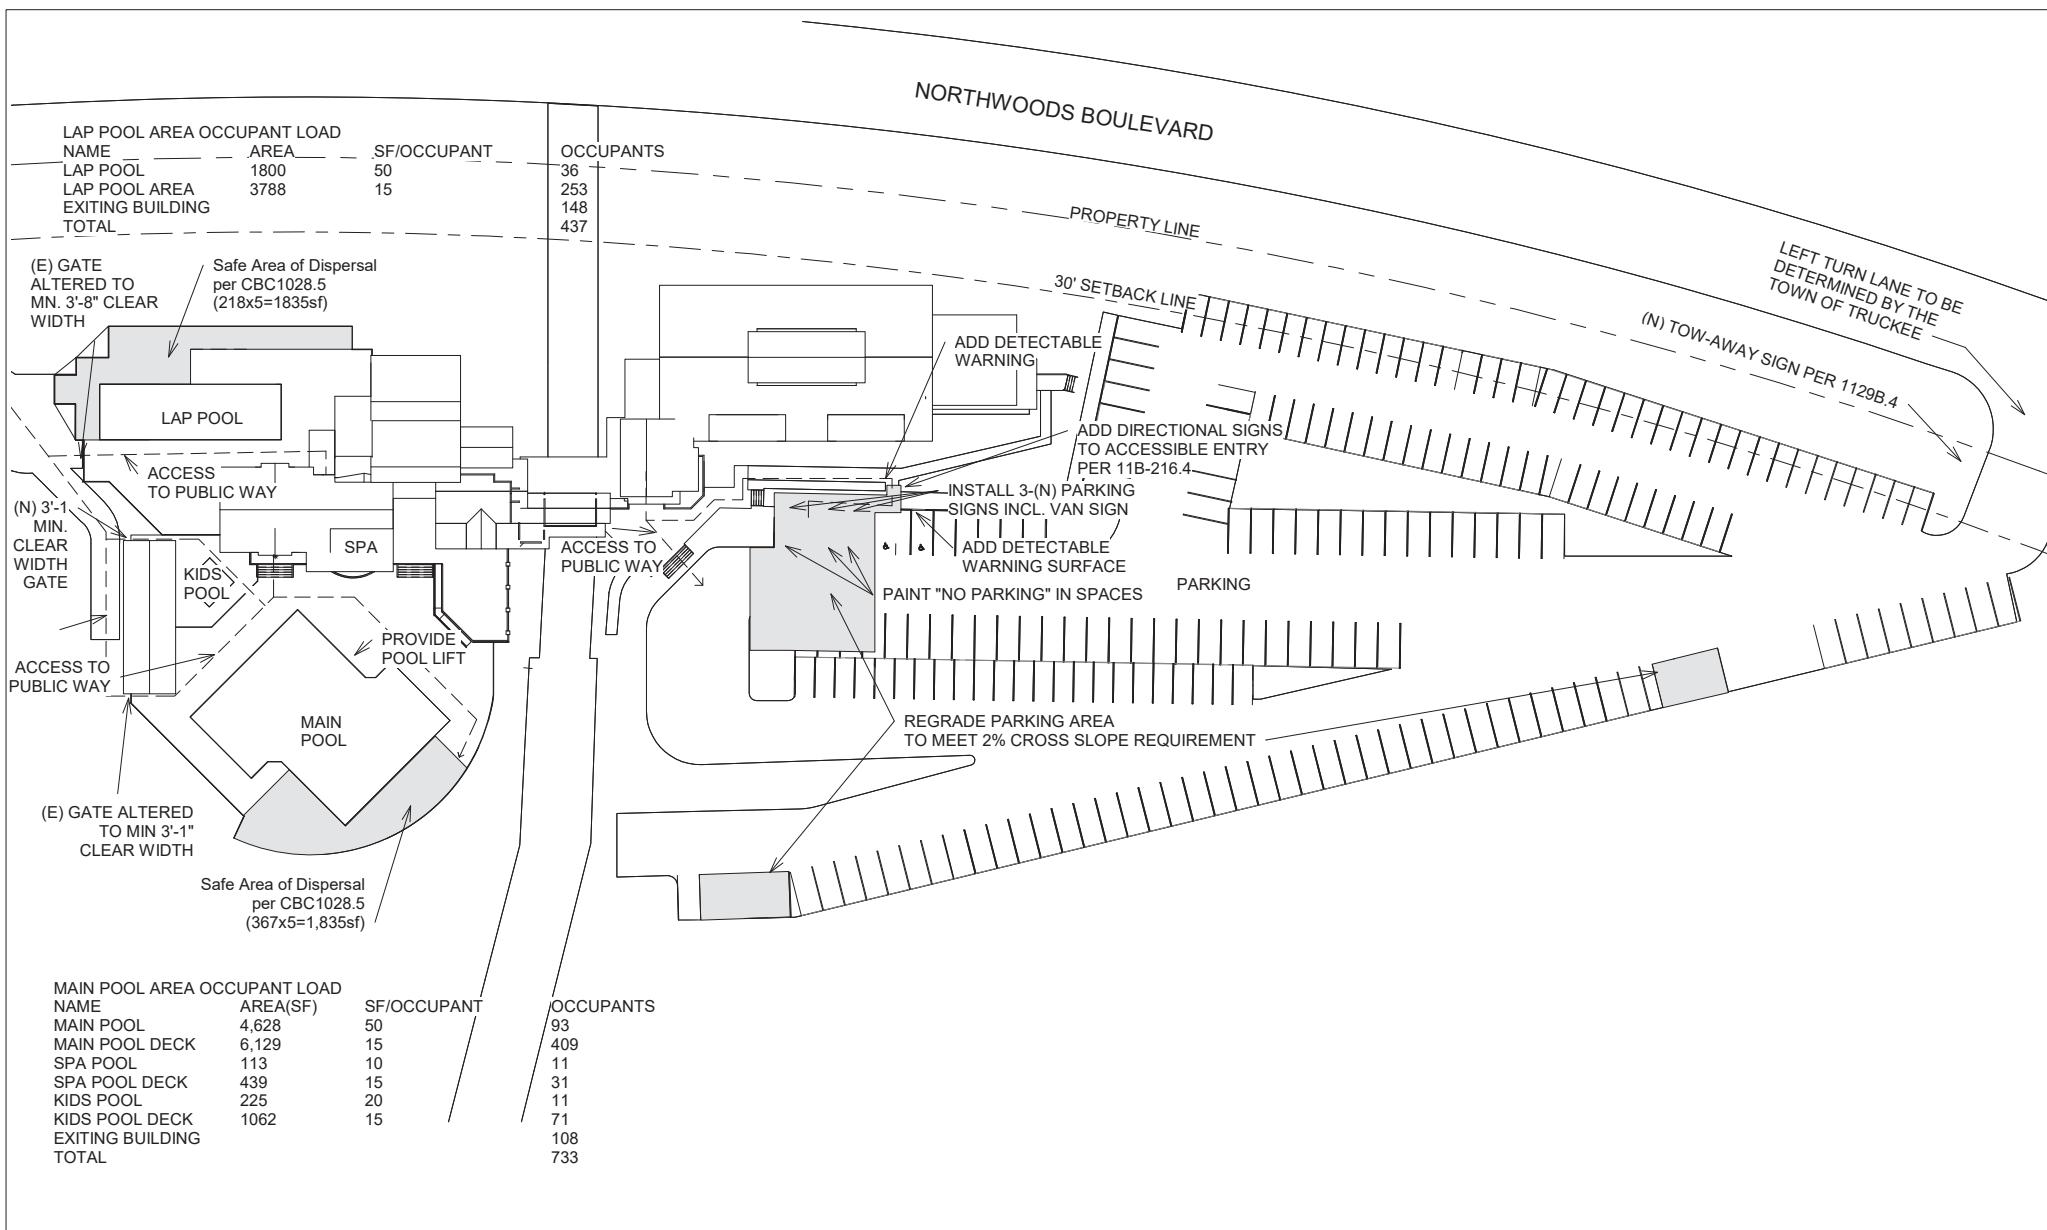 NORTHWOODS BOULEVARD
LAP POOL AREA OCCUPANT LOAD
NAME AREA SF/OCCUPANT OCCUPANTS
LAP POOL 1800 50 36
LAP POOL AREA 3788 15 253
EXITING BUILDING 148
TOTAL 437
PROPERTY LINE
30' SETBACK LINE
LEFT TURN LANE TO BE
DETERMINED BY THE
TOWN OF TRUCKEE
(N) TOW-AWAY SIGN PER 1129B.4
(E) GATE
ALTERED TO
MN. 3'-8" CLEAR
WIDTH
Safe Area of Dispersal
per CBC1028.5
(218x5=1835sf)
ADD DETECTABLE
WARNING
LAP POOL
ADD DIRECTIONAL SIGNS
TO ACCESSIBLE ENTRY
PER 11B-216.4
ACCESS
TO PUBLIC WAY
INSTALL 3-(N) PARKING
SIGNS INCL. VAN SIGN
(N) 3'-1
MIN.
CLEAR
WIDTH
GATE
SPA
ACCESS TO
PUBLIC WAY
ADD DETECTABLE
WARNING SURFACE
KIDS
POOL
PAINT "NO PARKING" IN SPACES
PARKING
PROVIDE
POOL LIFT
ACCESS TO
PUBLIC WAY
MAIN
POOL
REGRADE PARKING AREA
TO MEET 2% CROSS SLOPE REQUIREMENT
(E) GATE ALTERED
TO MIN 3'-1"
CLEAR WIDTH
Safe Area of Dispersal
per CBC1028.5
(367x5=1,835sf)
MAIN POOL AREA OCCUPANT LOAD
NAME AREA(SF) SF/OCCUPANT OCCUPANTS
MAIN POOL 4,628 50 93
MAIN POOL DECK 6,129 15 409
SPA POOL 113 10 11
SPA POOL DECK 439 15 31
KIDS POOL 225 20 11
KIDS POOL DECK 1062 15 71
EXITING BUILDING 108
TOTAL 733